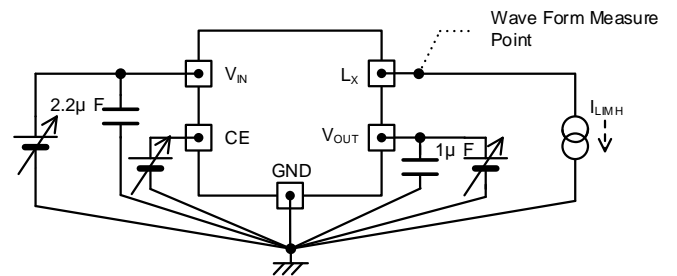 Wave Form Measure
Point
VIN
LX
2.2μ F
ILIMH
CE
VOUT
1μ F
GND